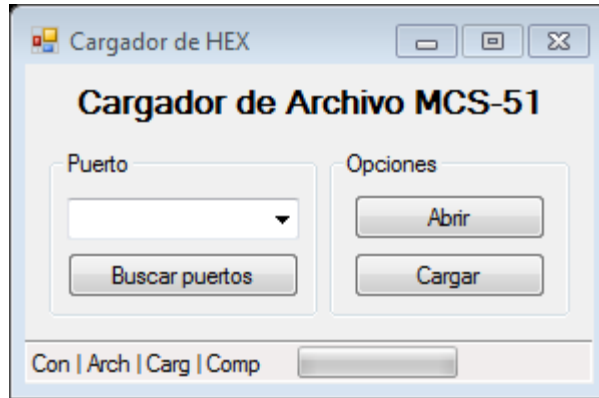 Cargador de HEX
Cargador de Archivo MCS-51
Puerto
Opciones
Abrir
Buscar puertos
Cargar
Con | Arch | Carg | Comp